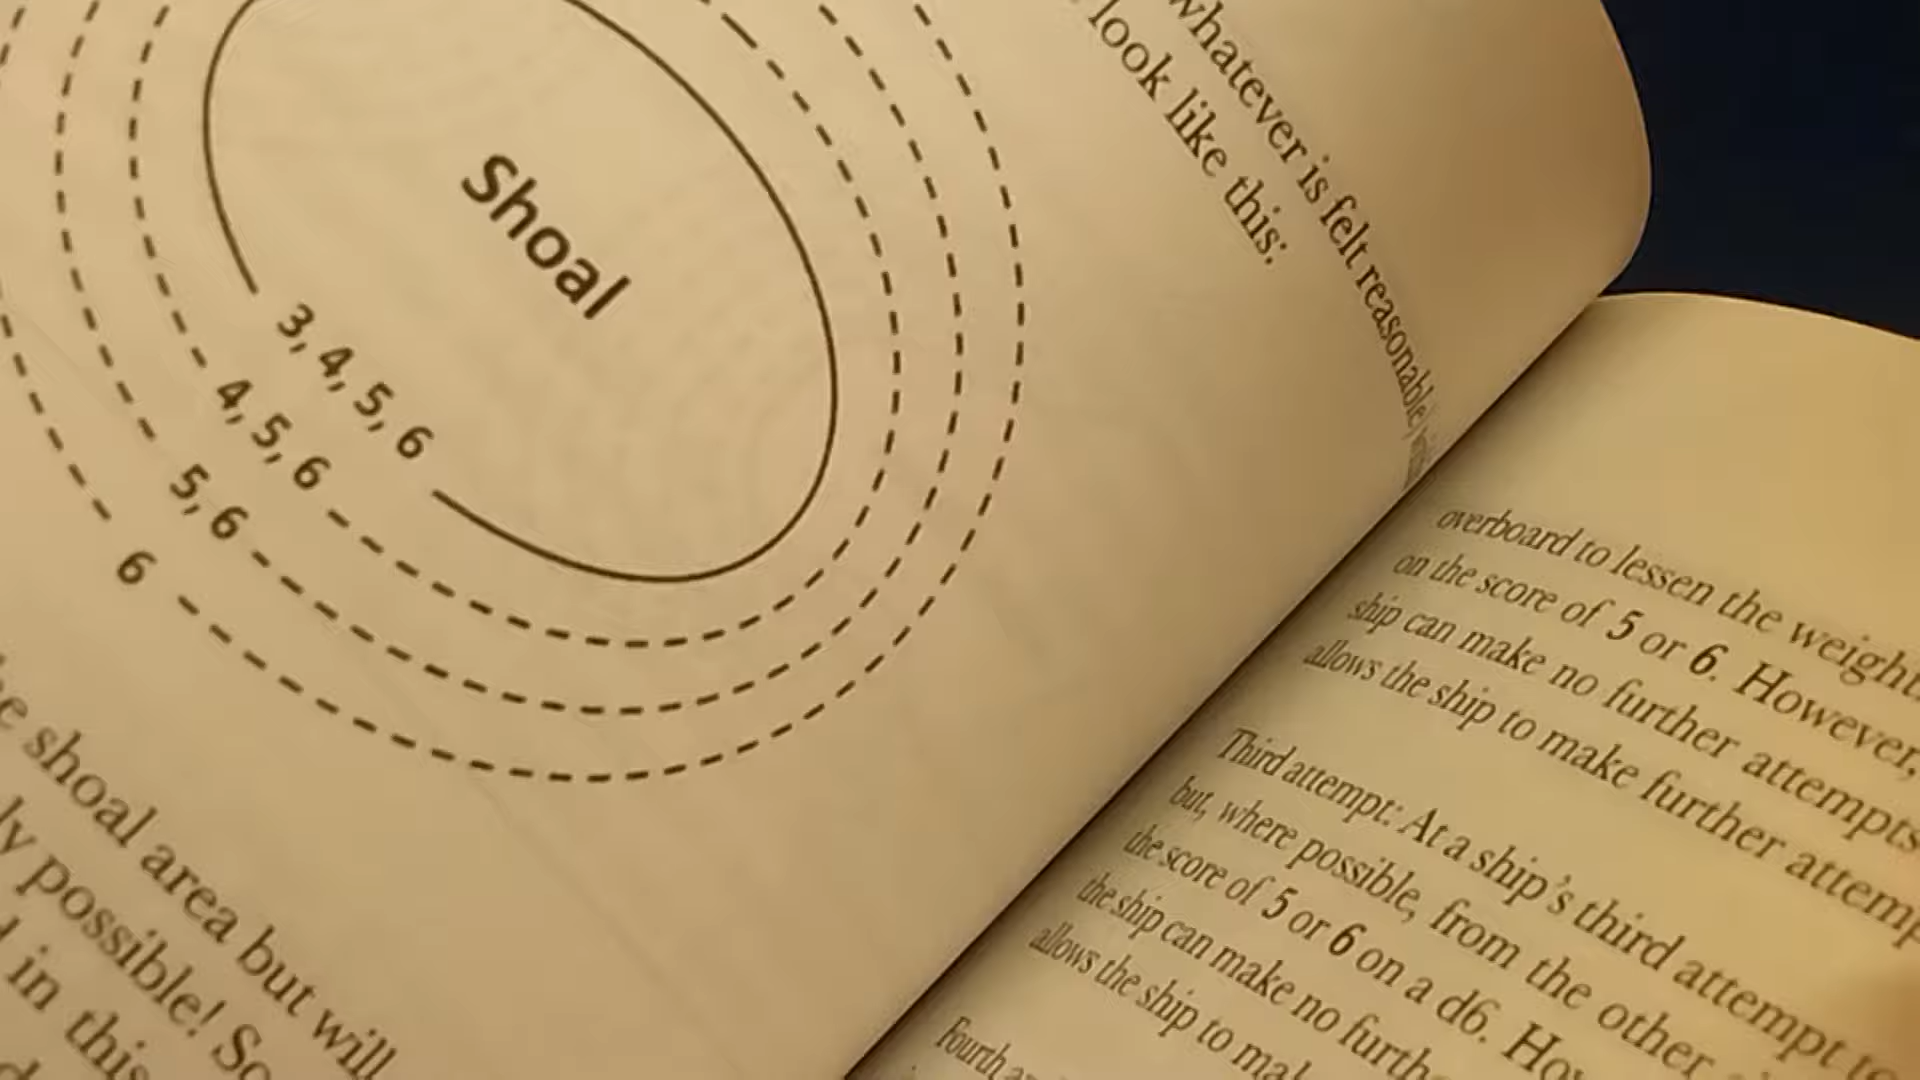 whatever is felt reasonable,
look like this:
Shoal
3, 4, 5, 6
4, 5, 6
5, 6
6
shoal area but will
possible! So
in this
overboard to lessen the weight
on the score of 5 or 6. However,
ship can make no further attempts
allows the ship to make further
Third attempt: At a ship's third attempt to
but, where possible, from the other
the score of 5 or 6 on a d6.
the ship can make no
allows the ship to
Fourth